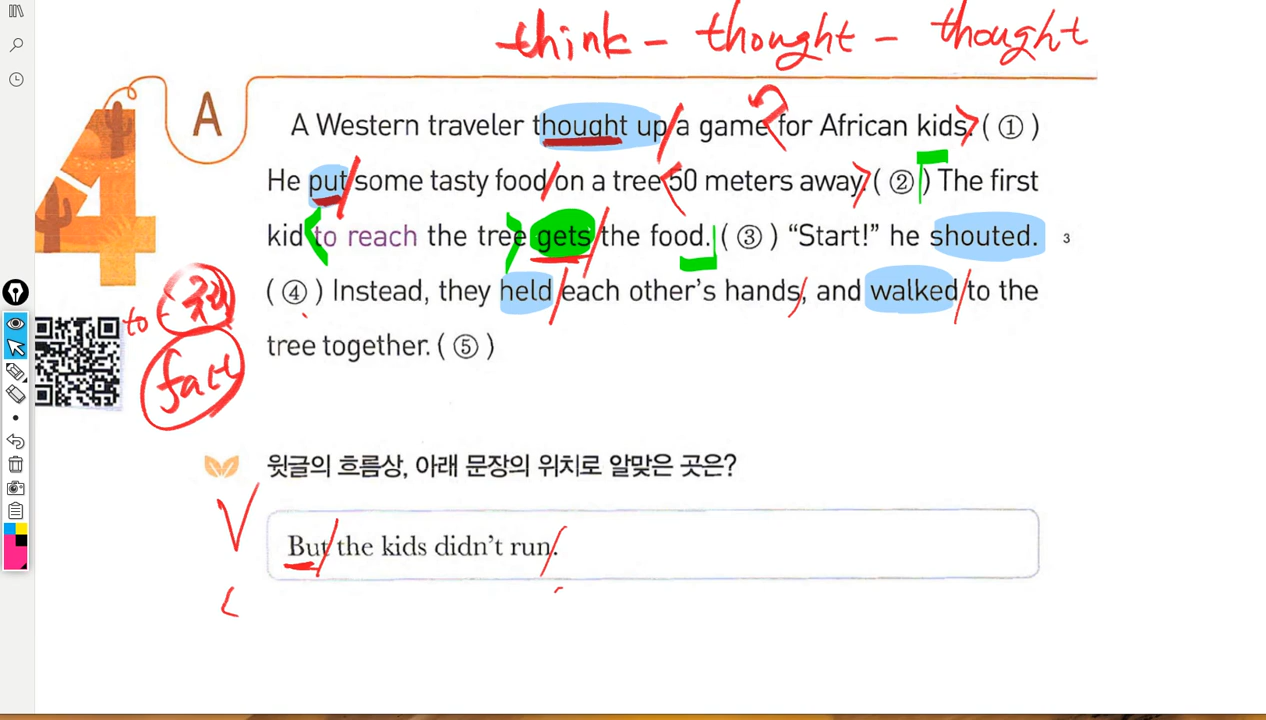 think - thought - thought
4
A
A Western traveler thought up a game for African kids. ( ① )
He put some tasty food on a tree 50 meters away. ( ② ) The first
kid to reach the tree gets the food. ( ③ ) “Start!” he shouted.
3
( ④ ) Instead, they held each other’s hands, and walked to the
tree together. ( ⑤ )
to
윗글의 흐름상, 아래 문장의 위치로 알맞은 곳은?
V
But the kids didn’t run.